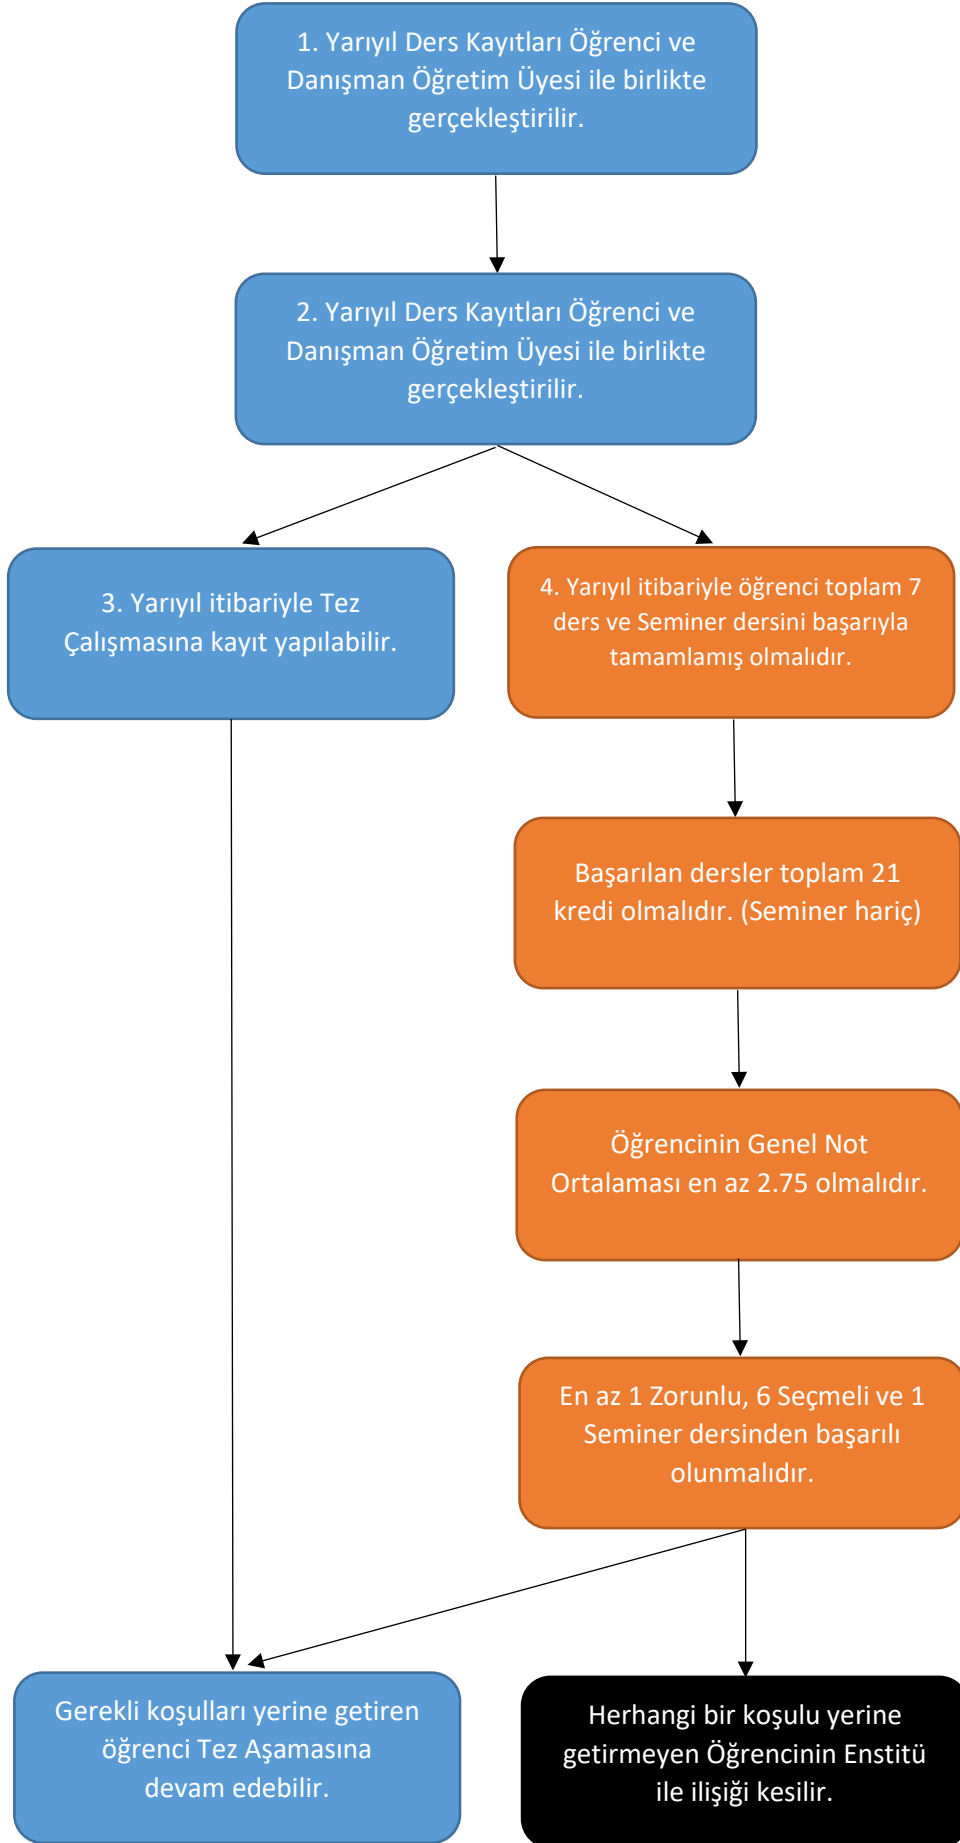 1. Yarıyıl Ders Kayıtları Öğrenci ve
Danışman Öğretim Üyesi ile birlikte
gerçekleştirilir.
2. Yarıyıl Ders Kayıtları Öğrenci ve
Danışman Öğretim Üyesi ile birlikte
gerçekleştirilir.
3. Yarıyıl itibariyle Tez
Çalışmasına kayıt yapılabilir.
4. Yarıyıl itibariyle öğrenci toplam 7
ders ve Seminer dersini başarıyla
tamamlamış olmalıdır.
Başarılan dersler toplam 21
kredi olmalıdır. (Seminer hariç)
Öğrencinin Genel Not
Ortalaması en az 2.75 olmalıdır.
En az 1 Zorunlu, 6 Seçmeli ve 1
Seminer dersinden başarılı
olunmalıdır.
Gerekli koşulları yerine getiren
öğrenci Tez Aşamasına
devam edebilir.
Herhangi bir koşulu yerine
getirmeyen Öğrencinin Enstitü
ile ilişiği kesilir.